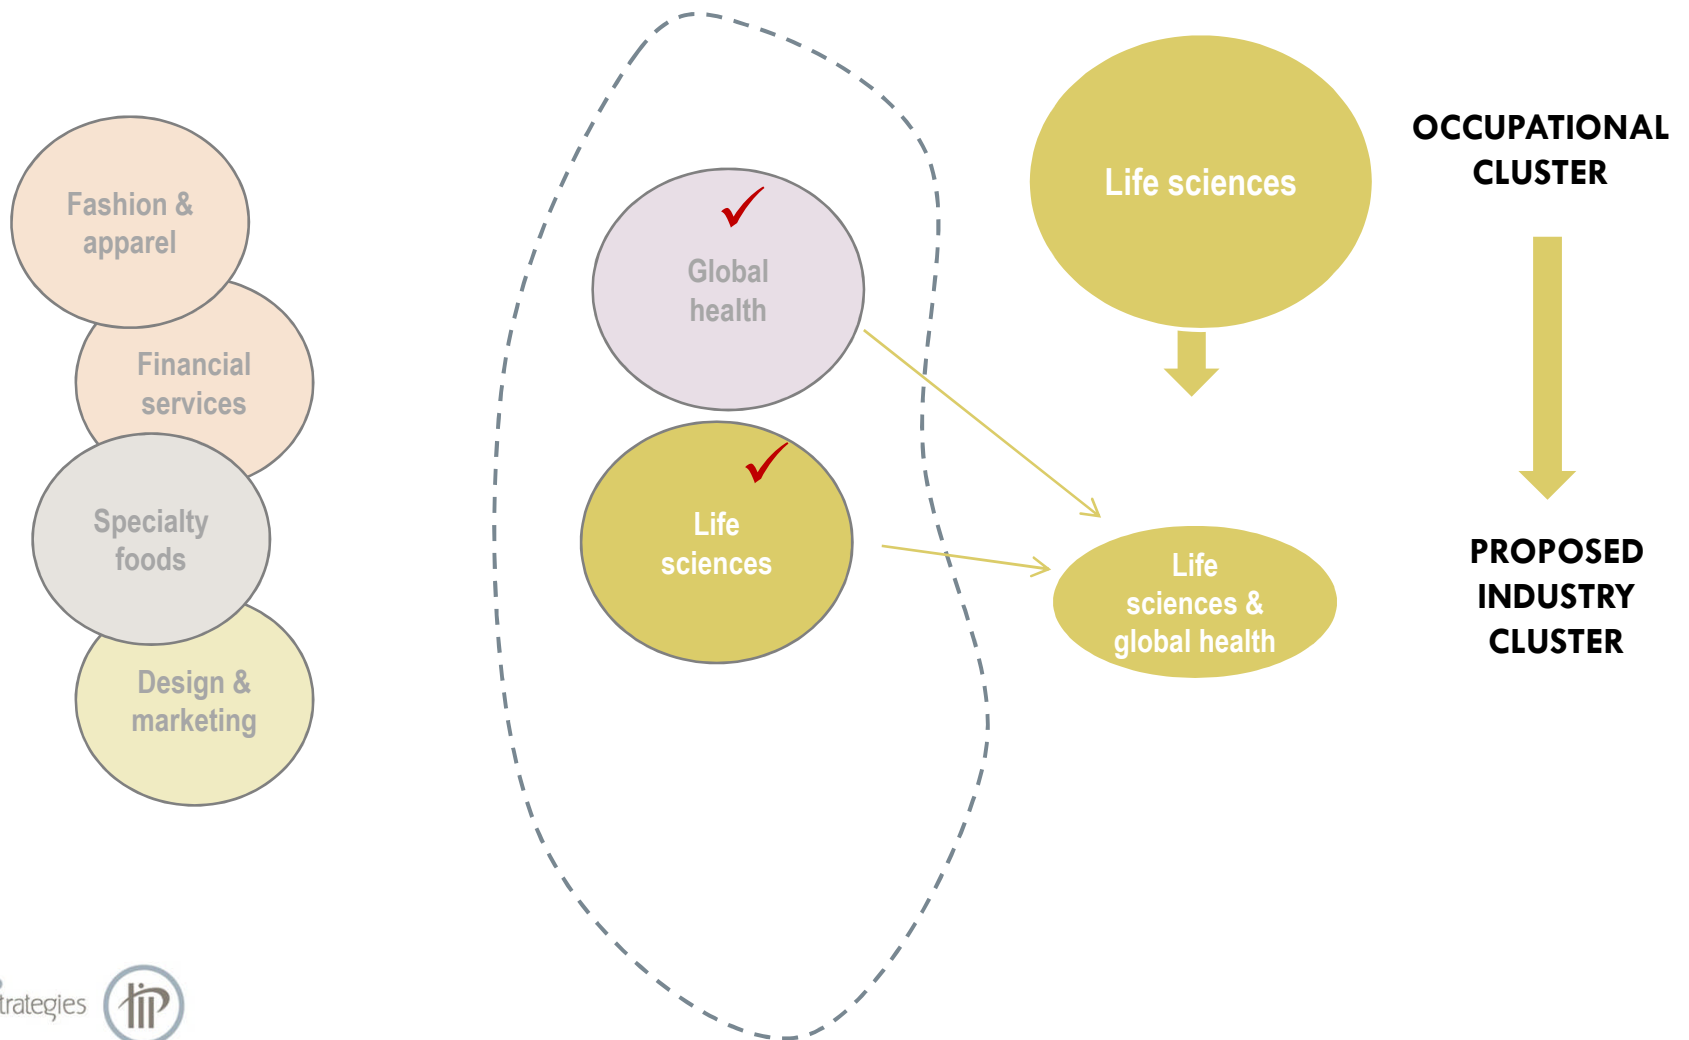 Fashion &
apparel
Financial
services
Specialty
foods
Design &
marketing
Global
health
Life
sciences
Life sciences
Life
sciences &
global health
OCCUPATIONAL
CLUSTER
PROPOSED
INDUSTRY
CLUSTER
trategies
tip